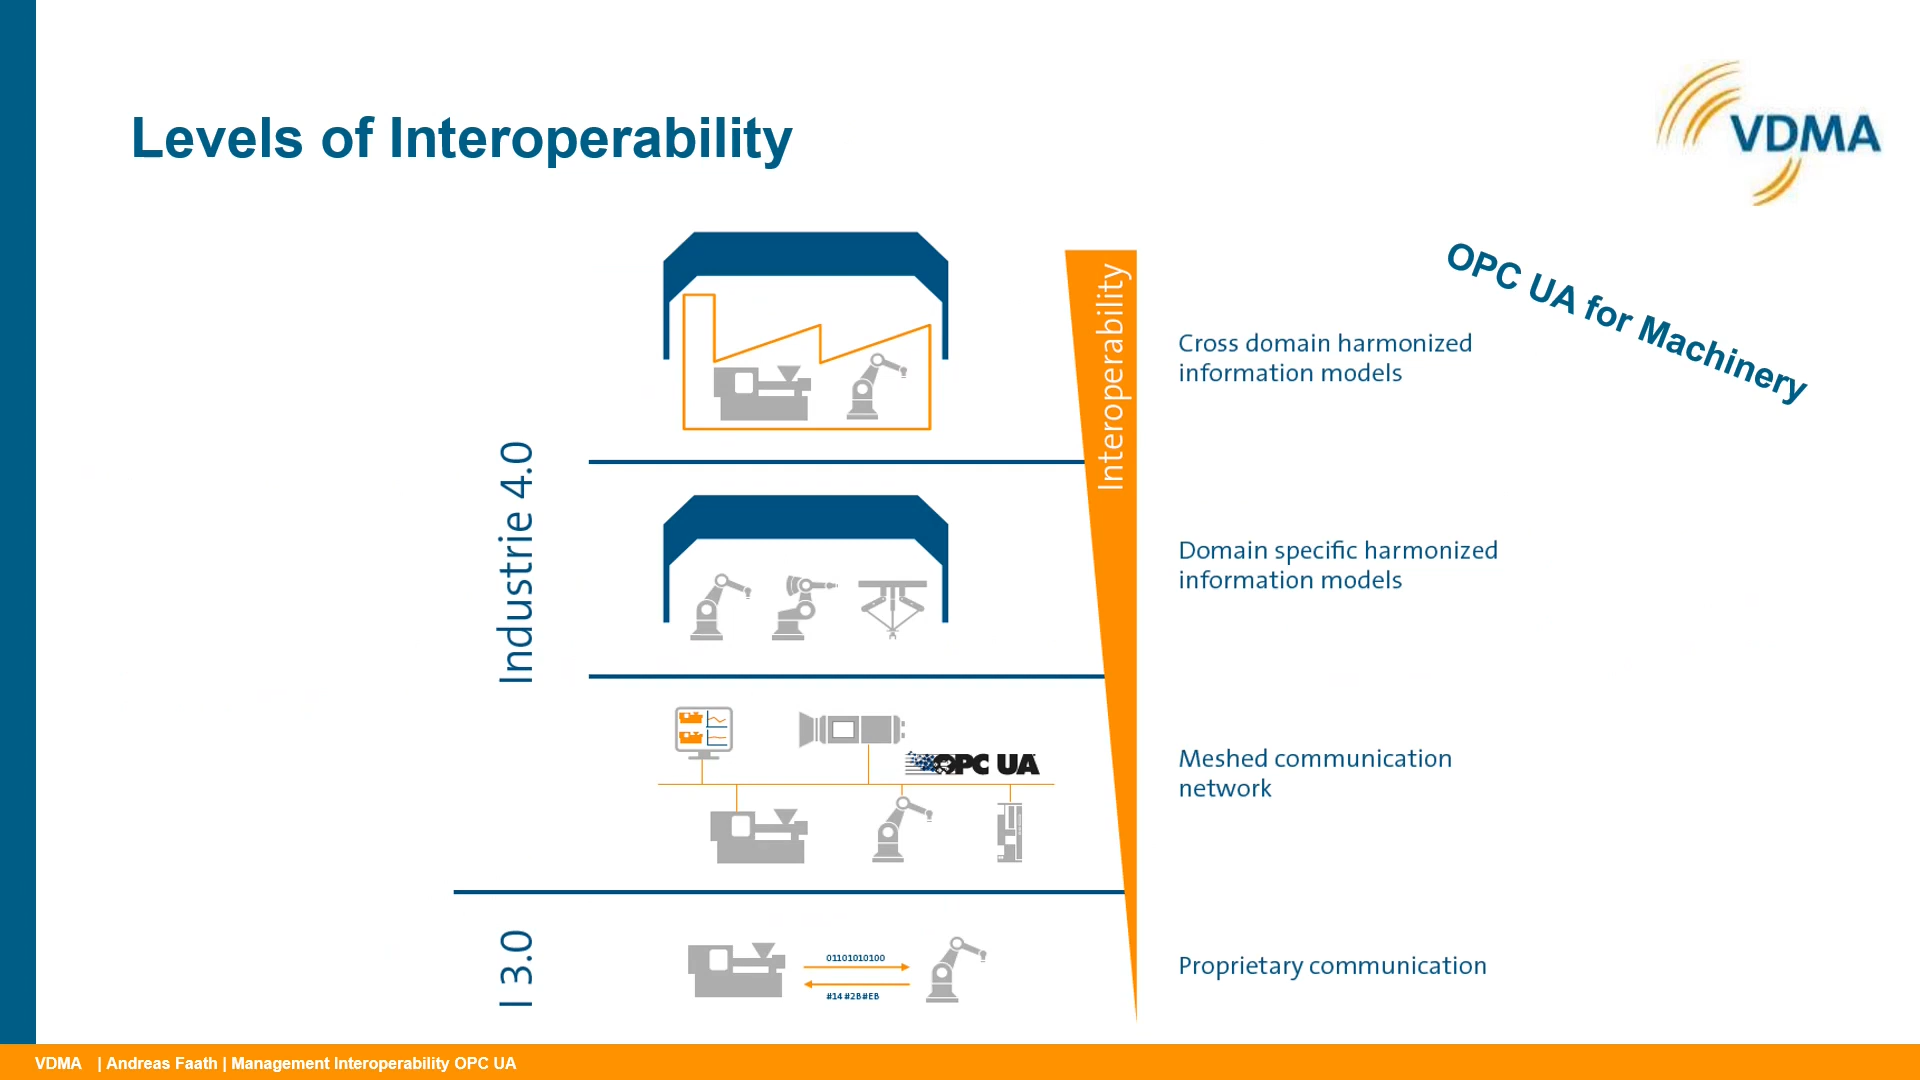 Levels of Interoperability
VDMA
OPC UA for Machinery
Interoperability
Cross domain harmonized
information models
Industrie 4.0
Domain specific harmonized
information models
OPC UA
Meshed communication
network
I 3.0
01101010100
#14#2B#EB
Proprietary communication
VDMA | Andreas Faath | Management Interoperability OPC UA